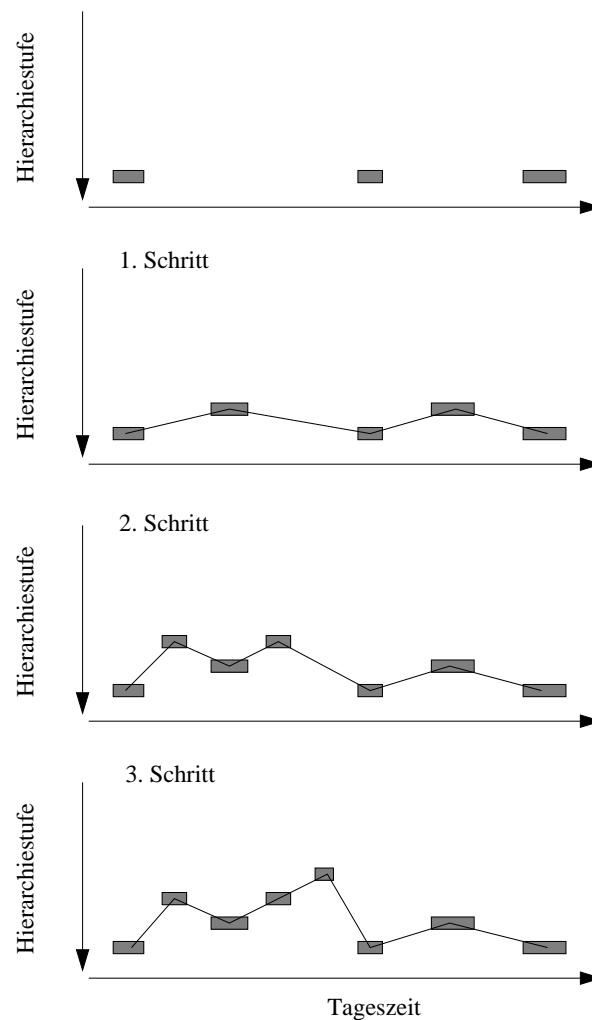 Hierarchiestufe
1. Schritt
Hierarchiestufe
2. Schritt
Hierarchiestufe
3. Schritt
Hierarchiestufe
Tageszeit